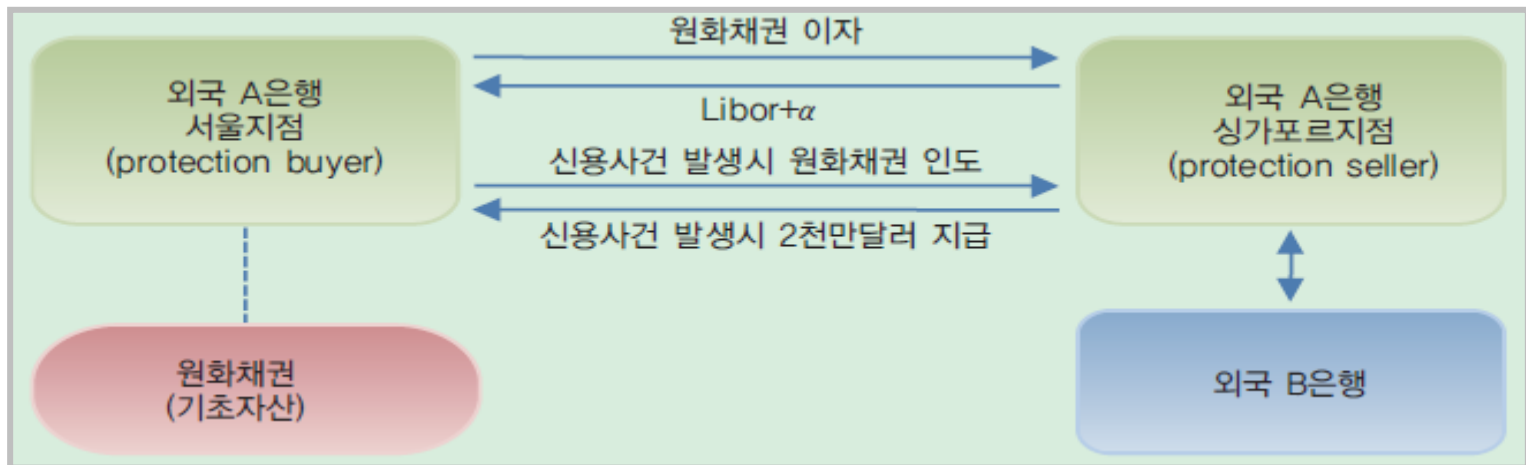 원화채권 이자
외국 A은행
서울지점
(protection buyer)
Libor+α
신용사건 발생시 원화채권 인도
신용사건 발생시 2천만달러 지급
외국 A은행
싱가포르지점
(protection seller)
원화채권
(기초자산)
외국 B은행